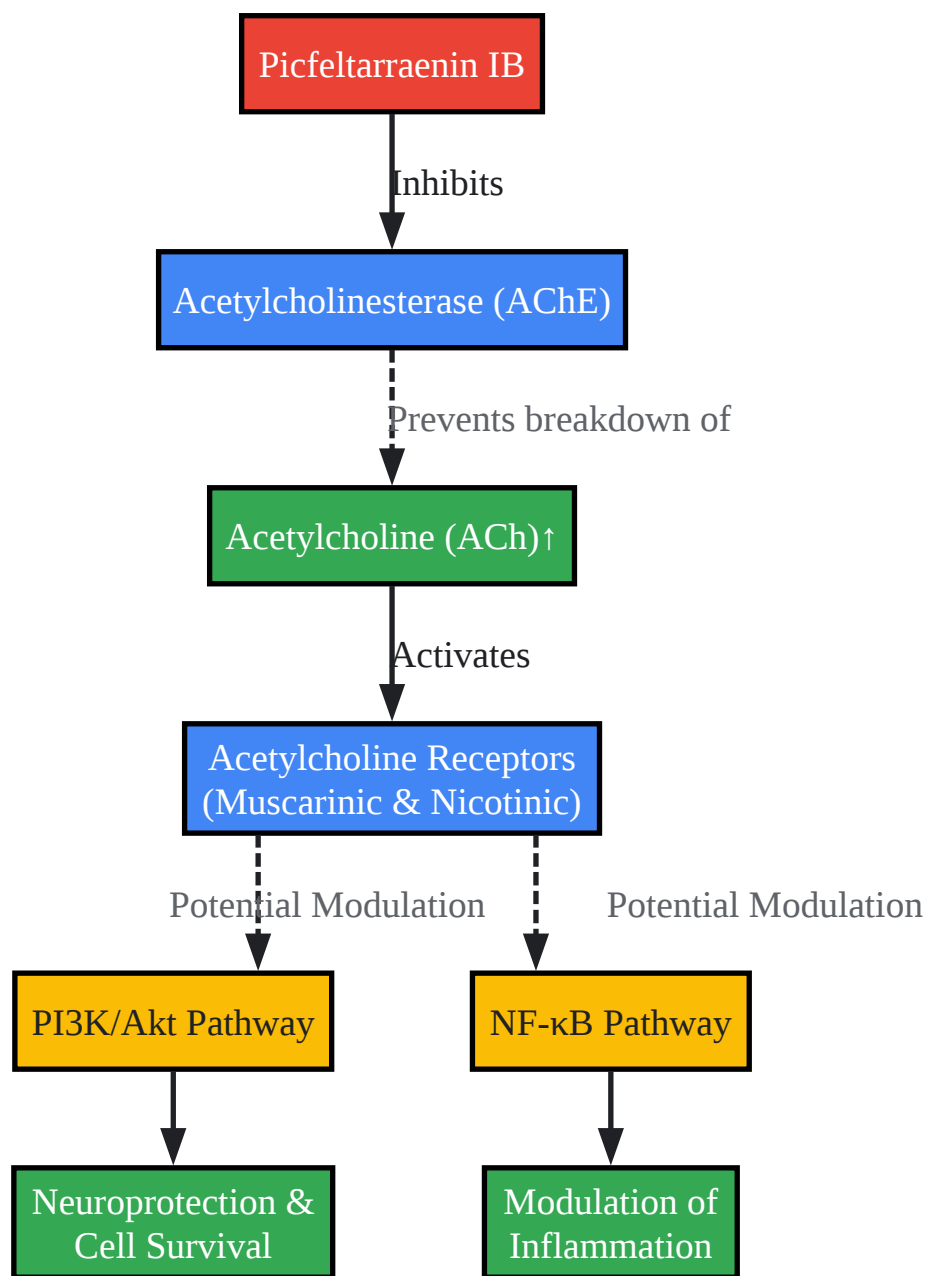 Picfeltarraenin IB
Inhibits
Acetylcholinesterase (AChE)
Prevents breakdown of
Acetylcholine (ACh)↑
Activates
Acetylcholine Receptors
(Muscarinic & Nicotinic)
Potential Modulation
Potential Modulation
PI3K/Akt Pathway
NF-κB Pathway
Neuroprotection &
Cell Survival
Modulation of
Inflammation